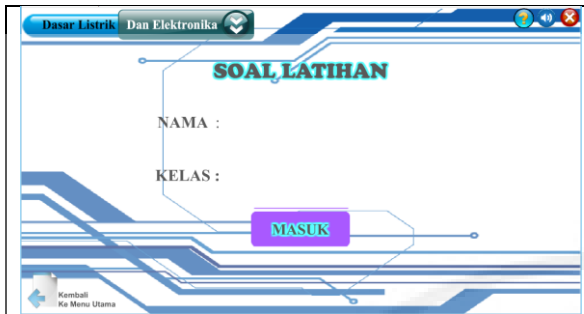 Dasar Listrik Dan Elektronika
SOAL LATIHAN
NAMA :
KELAS :
MASUK
Kembali
Ke Menu Utama